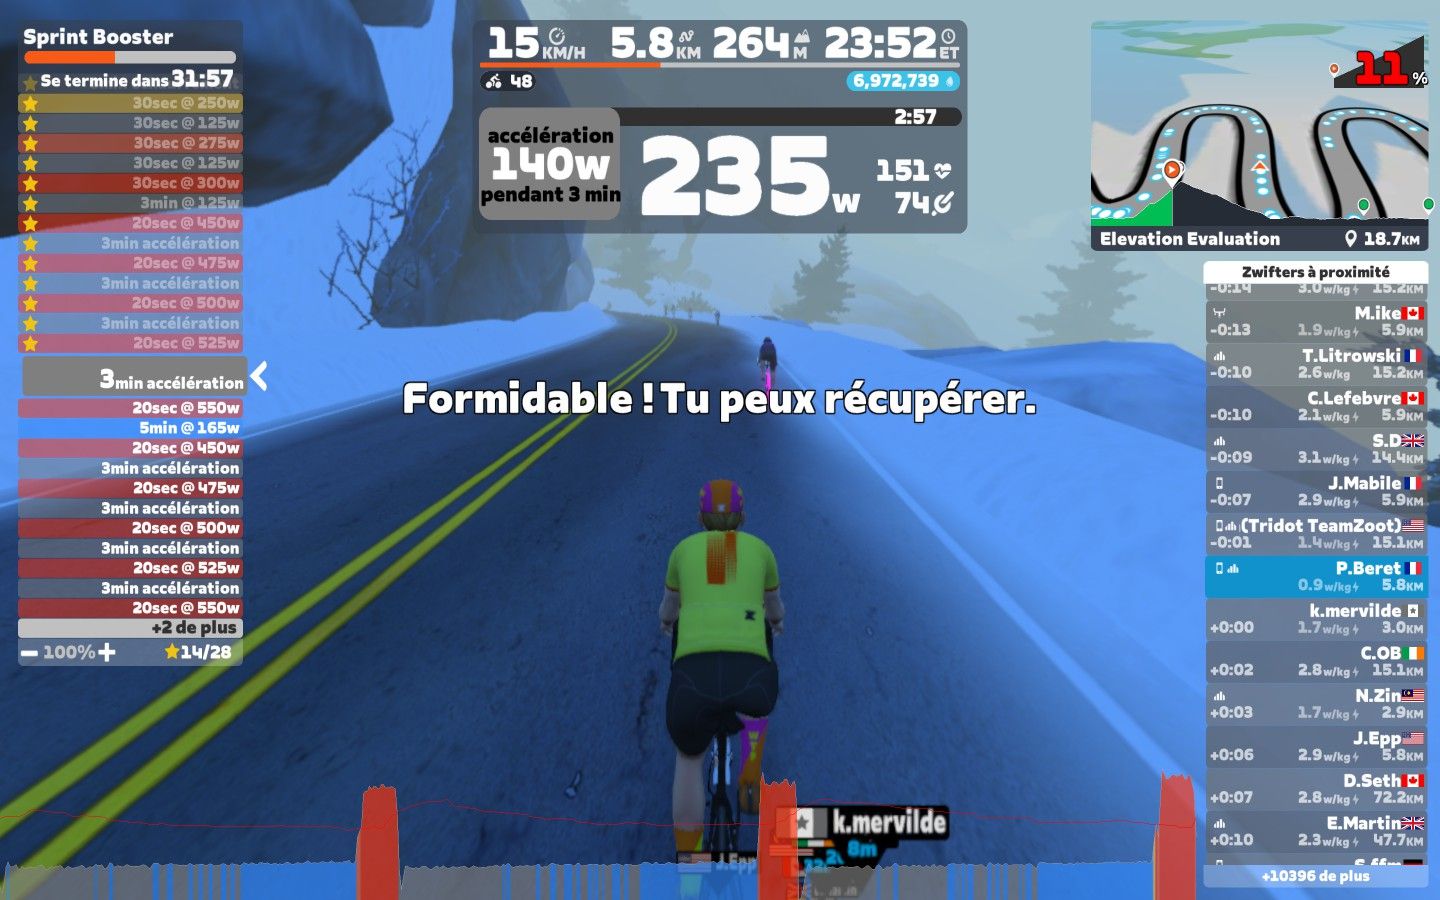 Sprint Booster
Se termine dans 31:57
30sec @ 250w
30sec @ 125w
30sec @ 275w
30sec @ 125w
30sec @ 300w
3min @ 125w
20sec @ 450w
3min accélération
20sec @ 475w
3min accélération
20sec @ 500w
3min accélération
20sec @ 525w
3min accélération
20sec @ 550w
5min @ 165w
20sec @ 450w
3min accélération
20sec @ 475w
3min accélération
20sec @ 500w
3min accélération
20sec @ 525w
3min accélération
20sec @ 550w
+2 de plus
100% 14/28
15 KM/H 5.8 KM 264 M 23:52 ET
48 6,972,739
2:57
accélération
140w
pendant 3 min
235w
151
74
Formidable ! Tu peux récupérer.
11%
Elevation Evaluation 18.7KM
Zwifters à proximité
-0:14 3.0w/kg 15.2KM
M.ike
-0:13 1.9w/kg 5.9KM
T.Litrowski
-0:10 2.6w/kg 15.2KM
C.Lefebvre
-0:10 2.1w/kg 5.9KM
S.D
-0:09 3.1w/kg 14.4KM
J.Mabile
-0:07 2.9w/kg 5.9KM
(Tridot TeamZoot)
-0:01 1.4w/kg 15.1KM
P.Beret
0.9w/kg 5.8KM
k.mervilde
+0:00 1.7w/kg 3.0KM
C.OB
+0:02 2.8w/kg 15.1KM
N.Zin
+0:03 1.7w/kg 2.9KM
J.Epp
+0:06 2.9w/kg 5.8KM
D.Seth
+0:07 2.8w/kg 72.2KM
E.Martin
+0:10 2.3w/kg 47.7KM
+10396 de plus
k.mervilde
8m
J.Epp